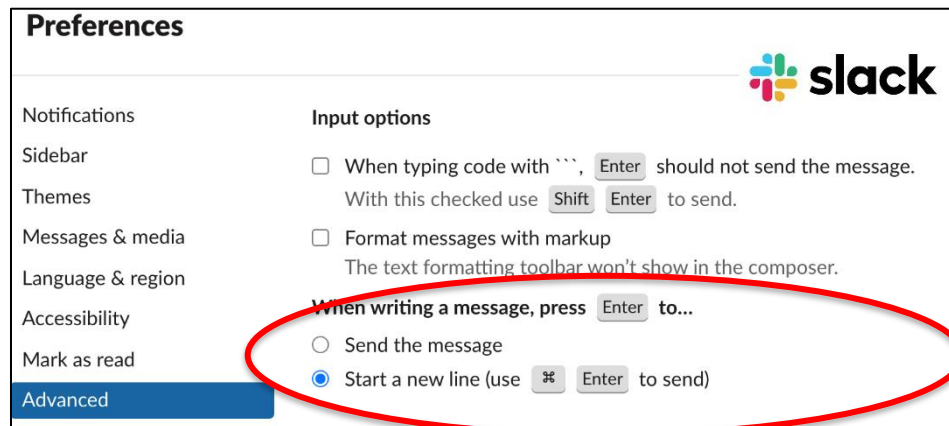 Preferences
slack
Notifications
Sidebar
Themes
Messages & media
Language & region
Accessibility
Mark as read
Advanced
Input options
When typing code with ```, Enter should not send the message.
With this checked use Shift Enter to send.
Format messages with markup
The text formatting toolbar won't show in the composer.
When writing a message, press Enter to...
Send the message
Start a new line (use ⌘ Enter to send)